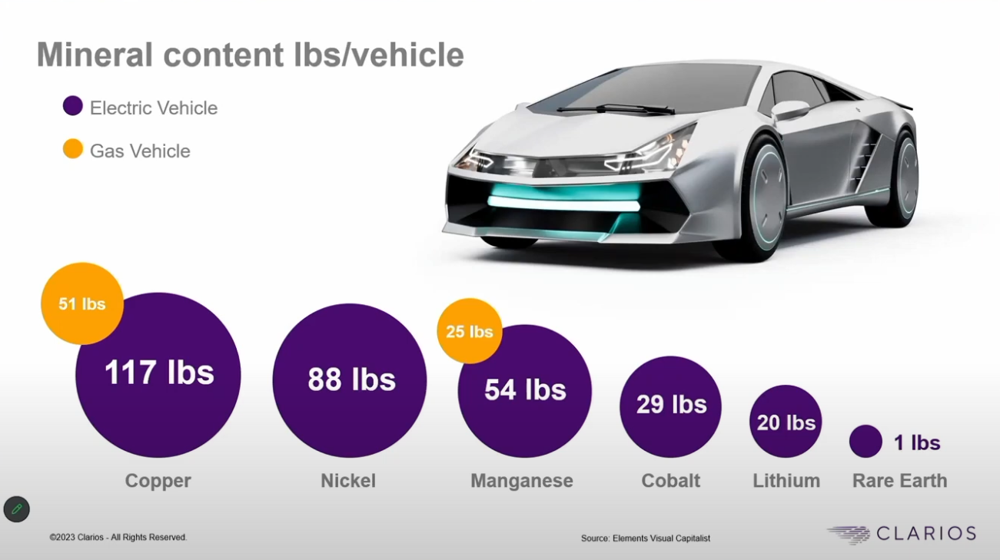 Mineral content lbs/vehicle
Electric Vehicle
Gas Vehicle
51 lbs
117 lbs
88 lbs
25 lbs
54 lbs
29 lbs
20 lbs
1 lbs
Copper
Nickel
Manganese
Cobalt
Lithium
Rare Earth
©2023 Clarios - All Rights Reserved.
Source: Elements Visual Capitalist
CLARIOS